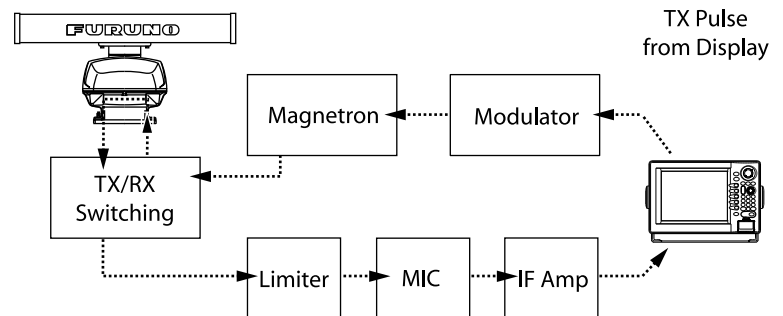 FURUNO
TX Pulse
from Display
Magnetron
Modulator
TX/RX
Switching
Limiter
MIC
IF Amp